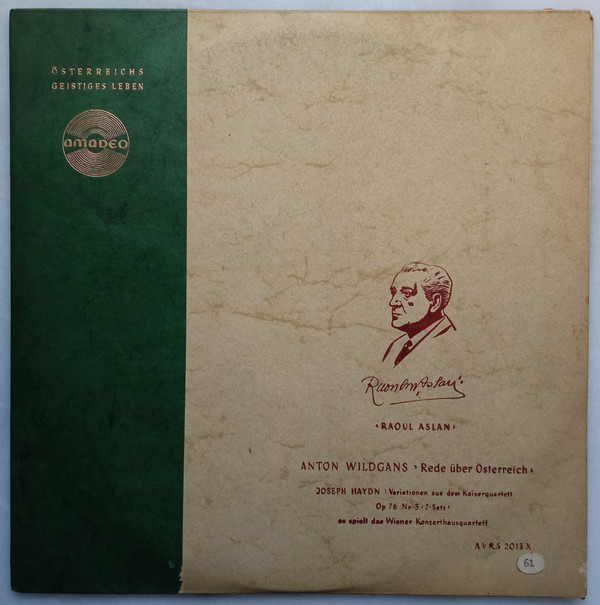 ÖSTERREICHS
GEISTIGES LEBEN
AMADEO
Raoul Aslan
‹ RAOUL ASLAN ›
ANTON WILDGANS › Rede über Österreich ‹
JOSEPH HAYDN : Variationen aus dem Kaiserquartett
Op 76 Nr·3 ‹ 2·Satz ›
es spielt das Wiener Konzerthausquartett
AVRS 2013 X
61